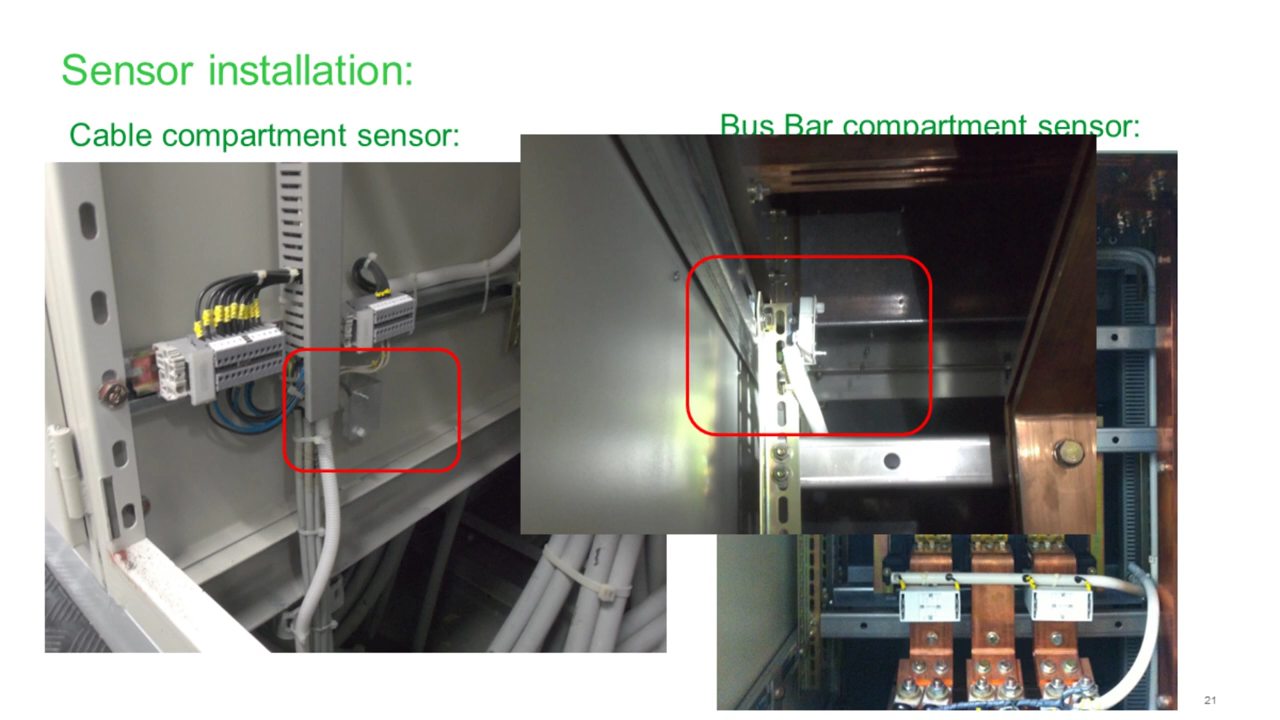 Sensor installation:
Cable compartment sensor:
Bus Bar compartment sensor:
21